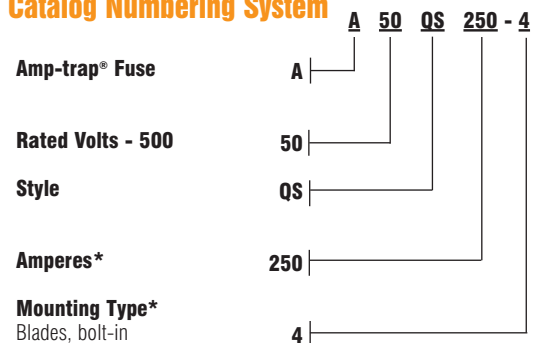 Catalog Numbering System
A 50 QS 250 - 4
Amp-trap® Fuse A
Rated Volts - 500 50
Style QS
Amperes* 250
Mounting Type*
Blades, bolt-in 4